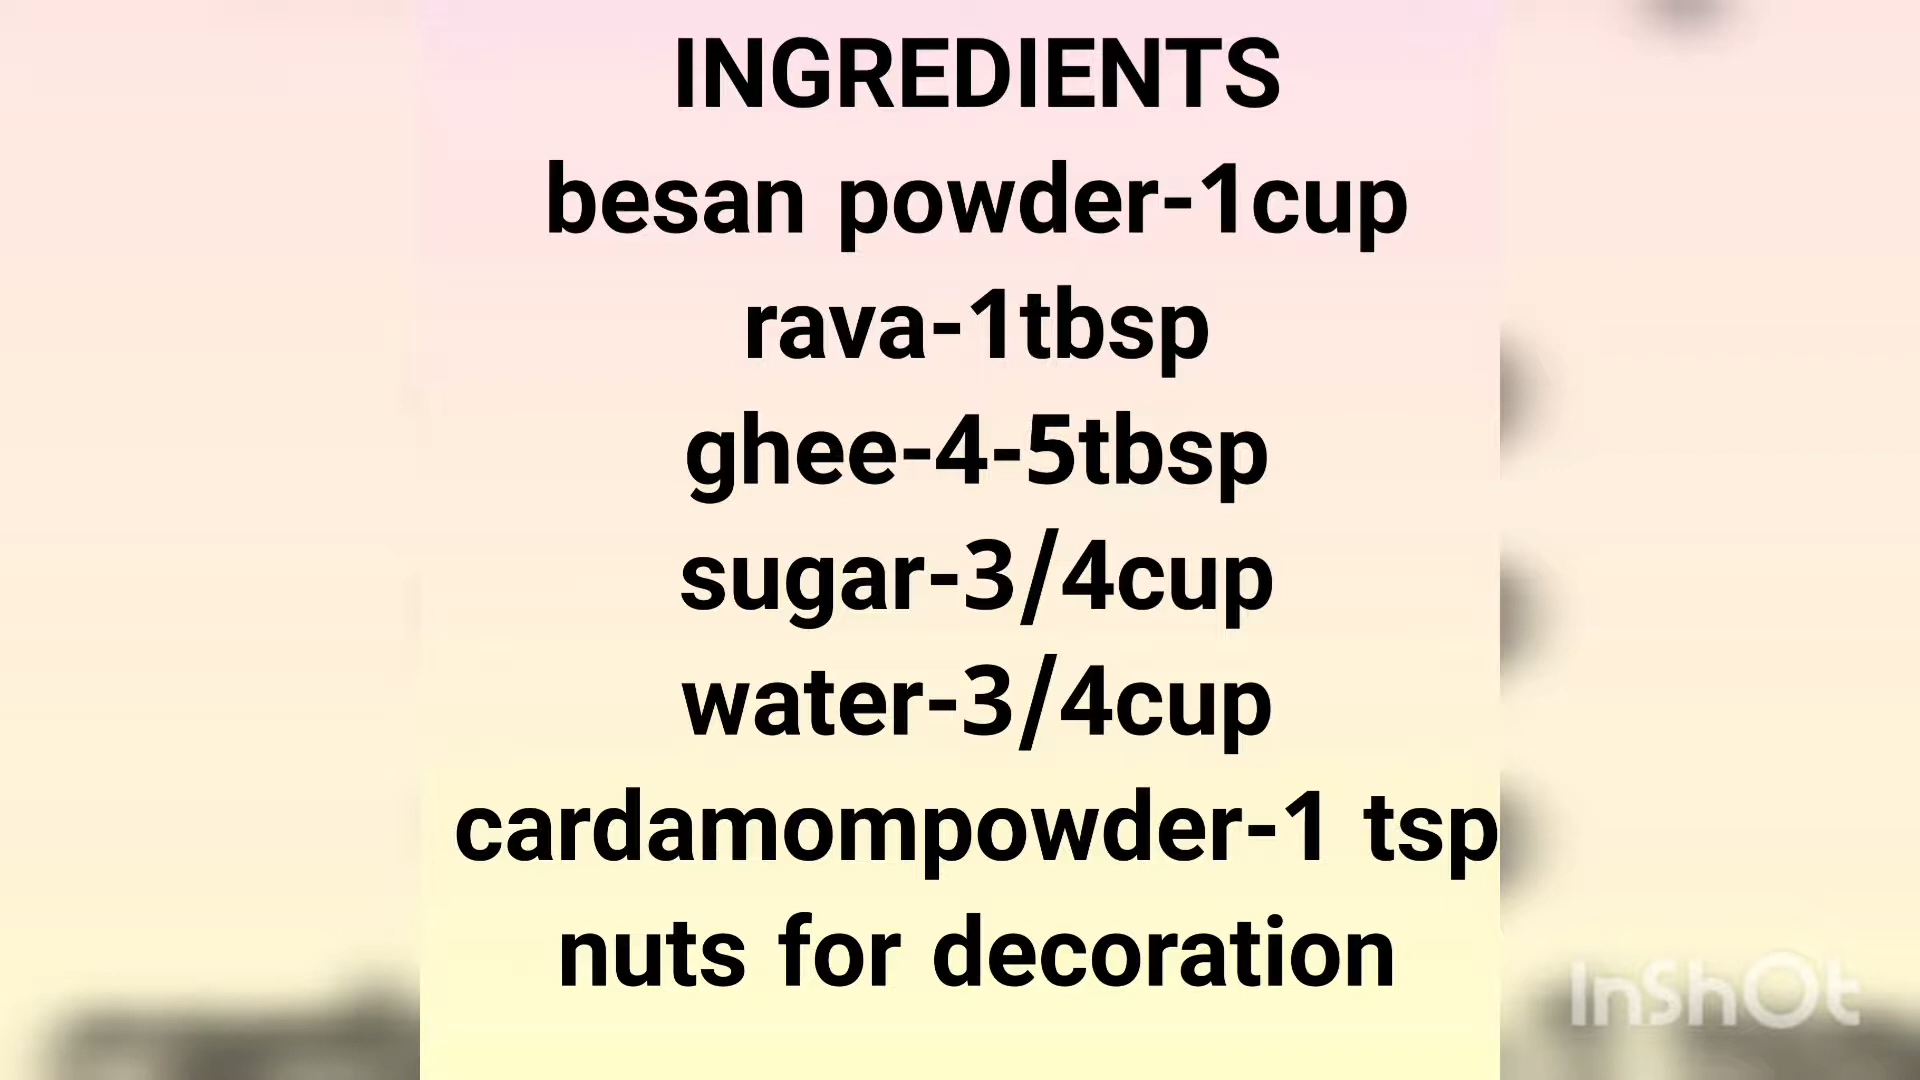 INGREDIENTS
besan powder-1cup
rava-1tbsp
ghee-4-5tbsp
sugar-3/4cup
water-3/4cup
cardamompowder-1 tsp
nuts for decoration
InShOt